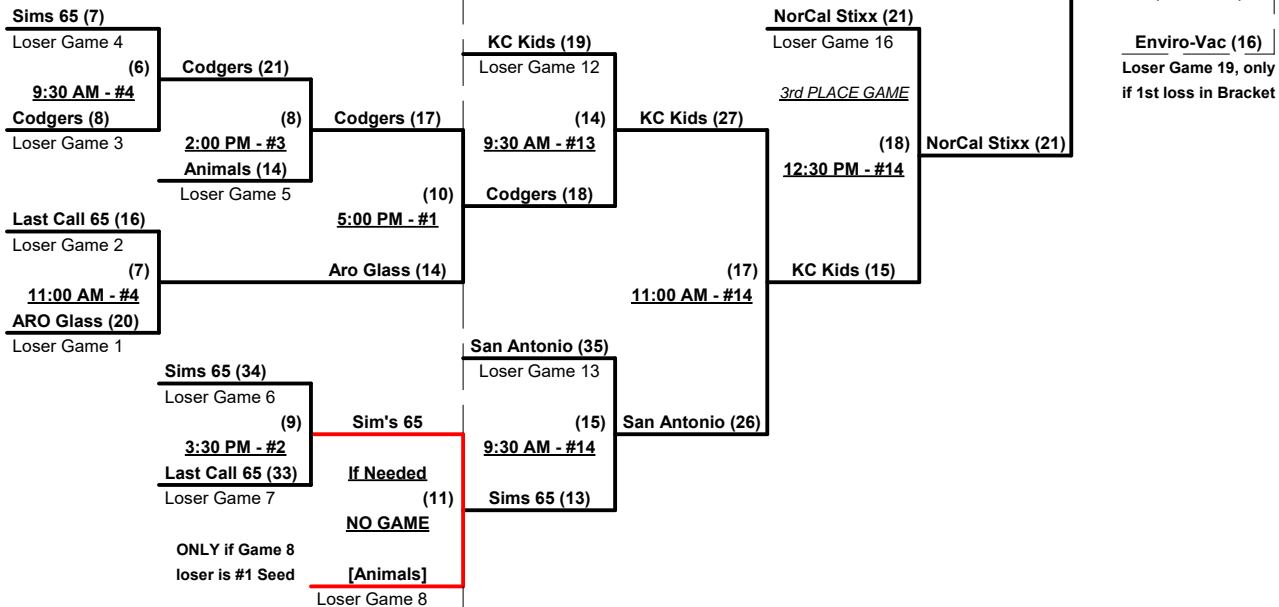 Sims 65 (7)
Loser Game 4
(6)
9:30 AM - #4
Codgers (8)
Loser Game 3
Codgers (21)
(8)
2:00 PM - #3
Animals (14)
Loser Game 5
Codgers (17)
(10)
5:00 PM - #1
Last Call 65 (16)
Loser Game 2
(7)
11:00 AM - #4
ARO Glass (20)
Loser Game 1
Aro Glass (14)
Sims 65 (34)
Loser Game 6
(9)
3:30 PM - #2
Last Call 65 (33)
Loser Game 7
Sim's 65
If Needed
(11)
NO GAME
ONLY if Game 8
loser is #1 Seed
[Animals]
Loser Game 8
KC Kids (19)
Loser Game 12
(14)
9:30 AM - #13
Codgers (18)
KC Kids (27)
San Antonio (35)
Loser Game 13
(15)
9:30 AM - #14
Sims 65 (13)
San Antonio (26)
(17)
11:00 AM - #14
NorCal Stixx (21)
Loser Game 16
3rd PLACE GAME
(18)
12:30 PM - #14
KC Kids (15)
NorCal Stixx (21)
Enviro-Vac (16)
Loser Game 19, only
if 1st loss in Bracket